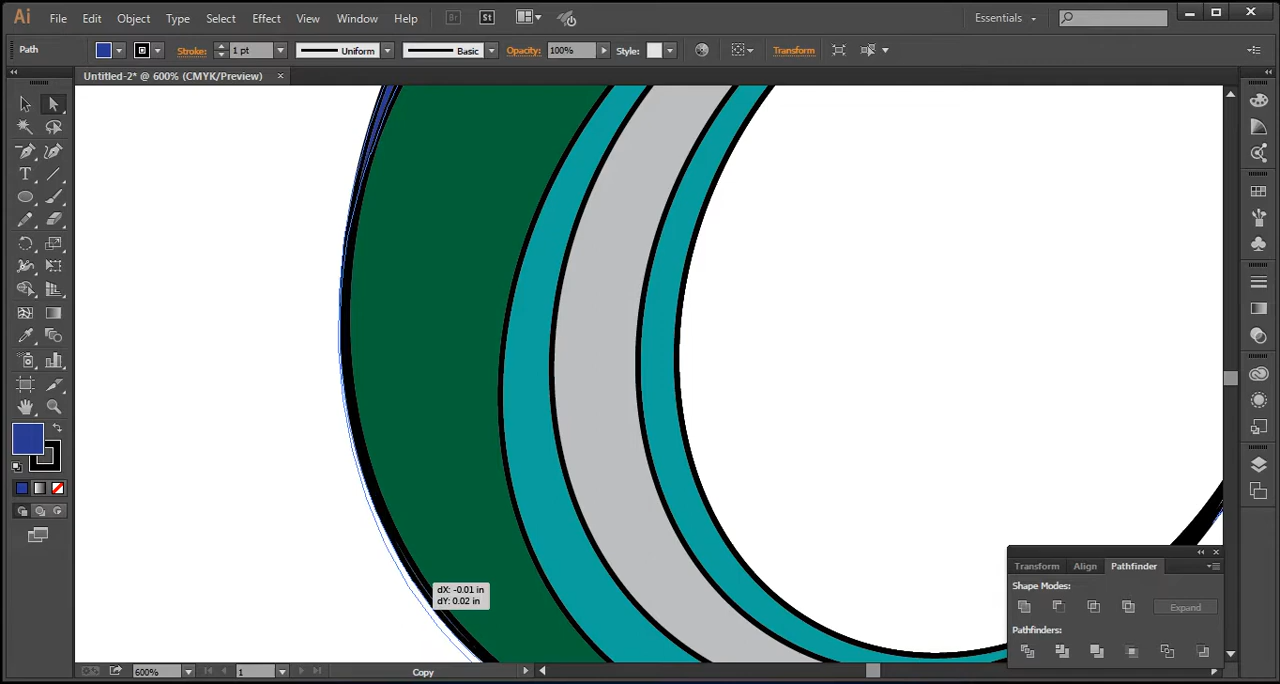 Ai File Edit Object Type Select Effect View Window Help Br St Essentials
Path Stroke: 1 pt Uniform Basic Opacity: 100% Style: Transform
Untitled-2* @ 600% (CMYK/Preview)
T
dX: -0.01 in
dY: 0.02 in
Transform Align Pathfinder
Shape Modes:
Expand
Pathfinders:
600% 1 Copy